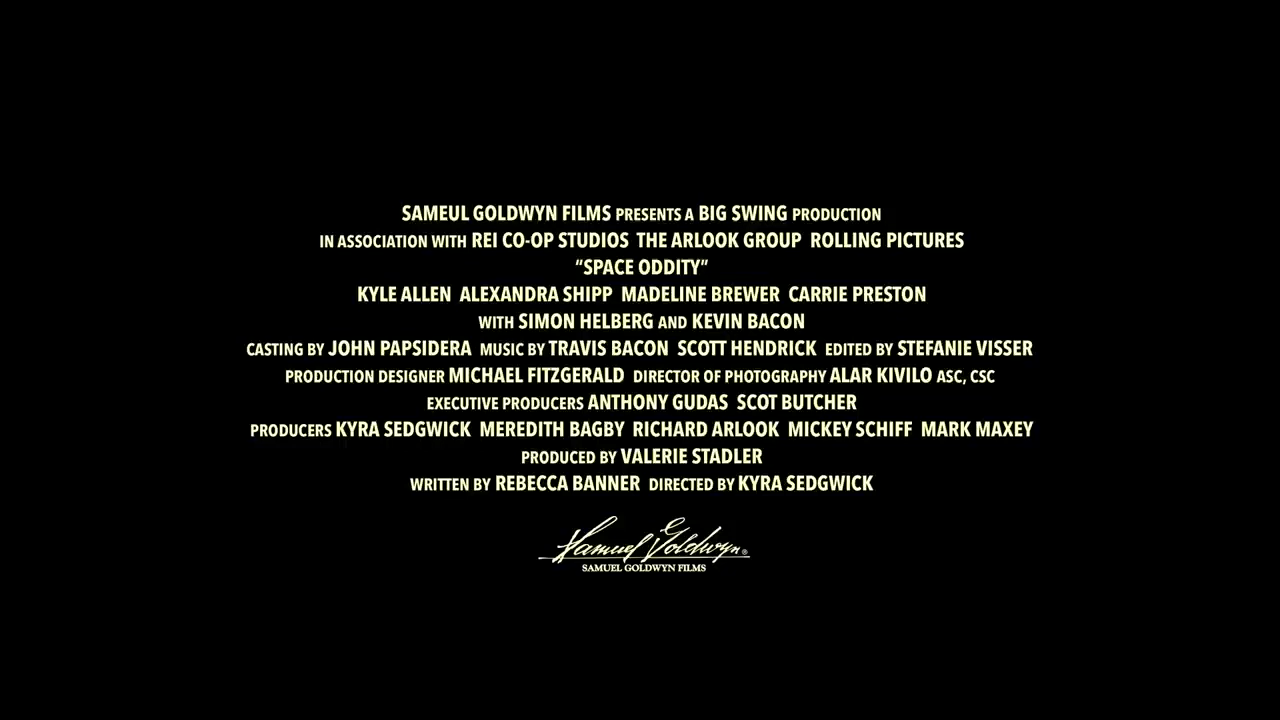 SAMEUL GOLDWYN FILMS PRESENTS A BIG SWING PRODUCTION
IN ASSOCIATION WITH REI CO-OP STUDIOS THE ARLOOK GROUP ROLLING PICTURES
“SPACE ODDITY”
KYLE ALLEN ALEXANDRA SHIPP MADELINE BREWER CARRIE PRESTON
WITH SIMON HELBERG AND KEVIN BACON
CASTING BY JOHN PAPSIDERA MUSIC BY TRAVIS BACON SCOTT HENDRICK EDITED BY STEFANIE VISSER
PRODUCTION DESIGNER MICHAEL FITZGERALD DIRECTOR OF PHOTOGRAPHY ALAR KIVILO ASC, CSC
EXECUTIVE PRODUCERS ANTHONY GUDAS SCOT BUTCHER
PRODUCERS KYRA SEDGWICK MEREDITH BAGBY RICHARD ARLOOK MICKEY SCHIFF MARK MAXEY
PRODUCED BY VALERIE STADLER
WRITTEN BY REBECCA BANNER DIRECTED BY KYRA SEDGWICK
Samuel Goldwyn®
SAMUEL GOLDWYN FILMS